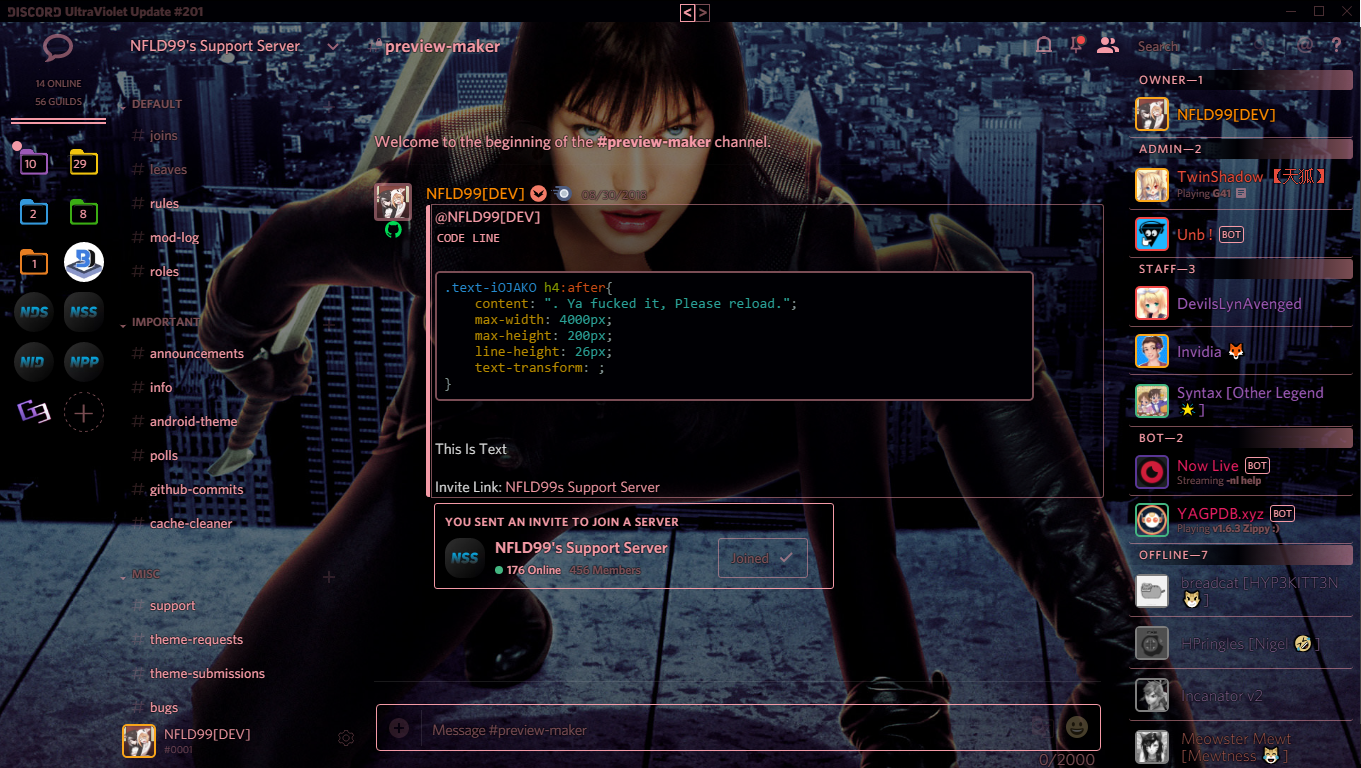 DISCORD UltraViolet Update #201
<>
14 ONLINE
56 GUILDS
10
29
2
8
1
NDS
NSS
NID
NPP
NFLD99's Support Server
DEFAULT
# joins
# leaves
# rules
# mod-log
# roles
IMPORTANT
# announcements
# info
# android-theme
# polls
# github-commits
# cache-cleaner
MISC
# support
# theme-requests
# theme-submissions
# bugs
NFLD99[DEV]
#0001
#preview-maker
Search
Welcome to the beginning of the #preview-maker channel.
NFLD99[DEV] 08/30/2018
@NFLD99[DEV]
CODE LINE
.text-iOJAKO h4:after{
content: ". Ya fucked it, Please reload.";
max-width: 4000px;
max-height: 200px;
line-height: 26px;
text-transform: ;
}
This Is Text
Invite Link: NFLD99s Support Server
YOU SENT AN INVITE TO JOIN A SERVER
NSS
NFLD99's Support Server
176 Online 456 Members
Joined
Message #preview-maker
0/2000
OWNER—1
NFLD99[DEV]
ADMIN—2
TwinShadow 【天狐】
Playing G41
Unb ! BOT
STAFF—3
DevilsLynAvenged
Invidia 🦊
Syntax [Other Legend
⭐ ]
BOT—2
Now Live BOT
Streaming -nl help
YAGPDB.xyz BOT
Playing v1.6.3 Zippy :)
OFFLINE—7
breadcat [HYP3KITT3N
🐱 ]
HPringles [Nigel 🤣 ]
Incanator v2
Meowster Mewt
[Mewtness 😹 ]